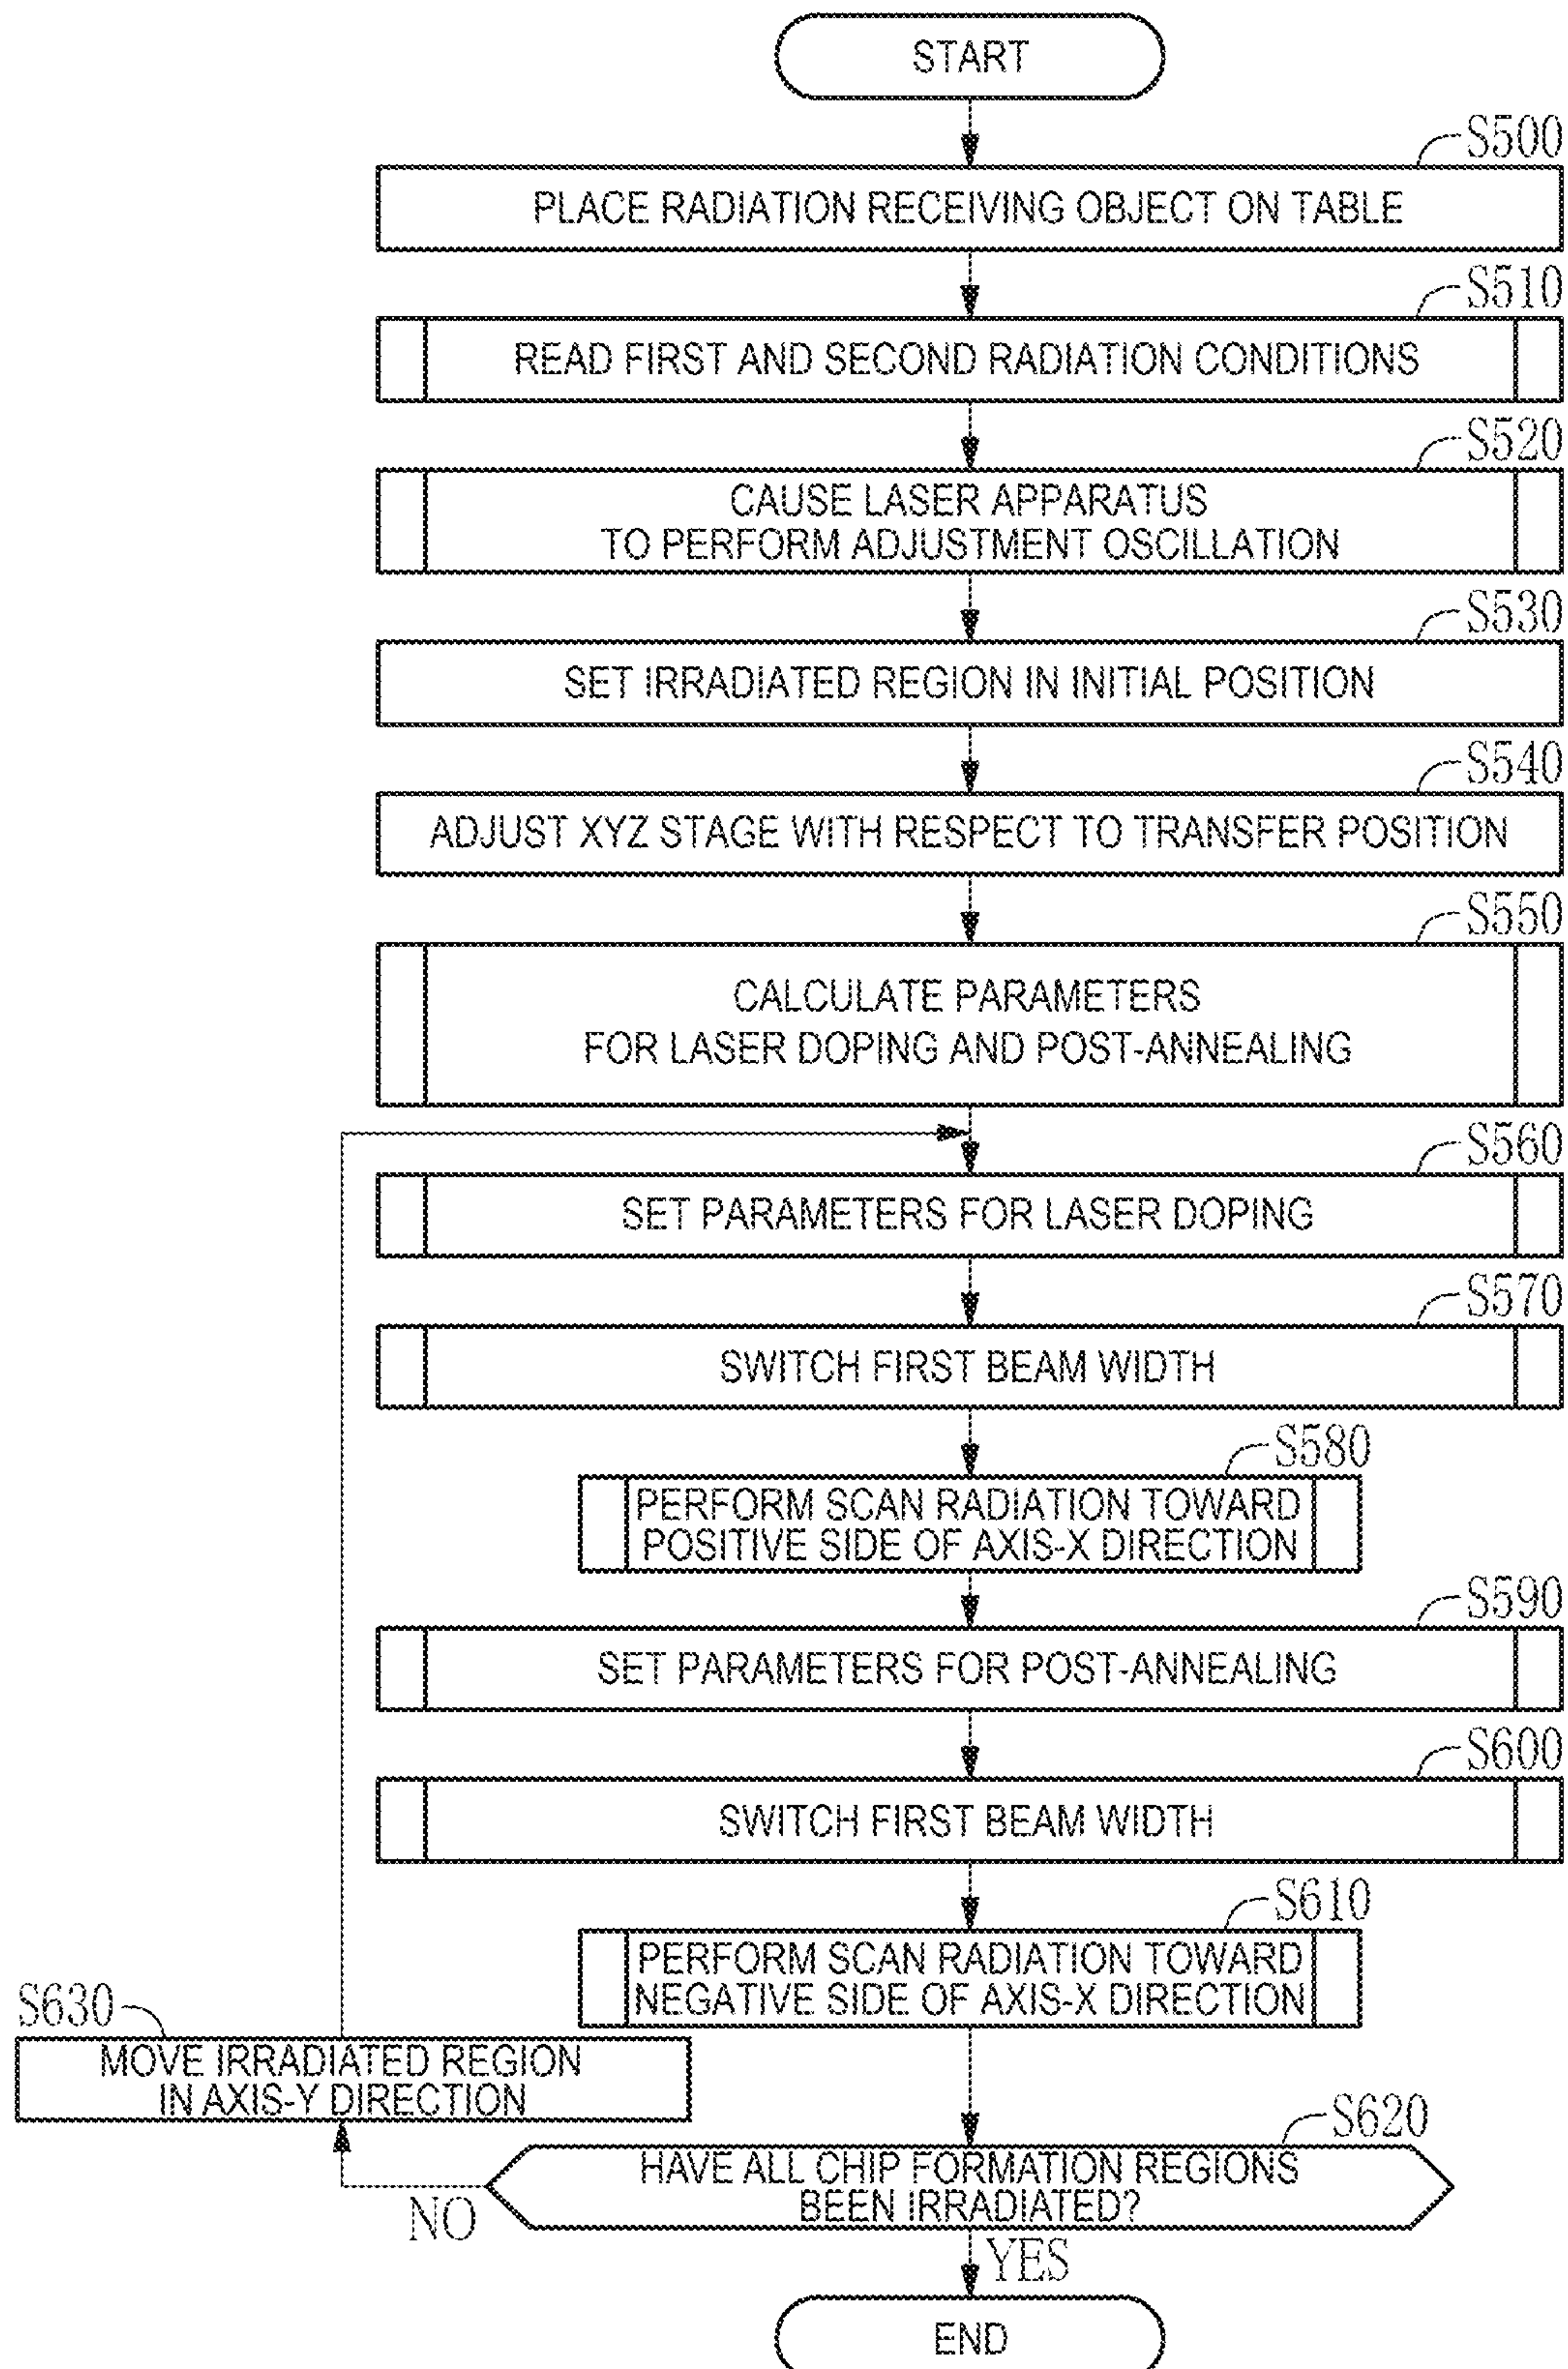 START
S500
PLACE RADIATION RECEIVING OBJECT ON TABLE
S510
READ FIRST AND SECOND RADIATION CONDITIONS
S520
CAUSE LASER APPARATUS
TO PERFORM ADJUSTMENT OSCILLATION
S530
SET IRRADIATED REGION IN INITIAL POSITION
S540
ADJUST XYZ STAGE WITH RESPECT TO TRANSFER POSITION
S550
CALCULATE PARAMETERS
FOR LASER DOPING AND POST-ANNEALING
S560
SET PARAMETERS FOR LASER DOPING
S570
SWITCH FIRST BEAM WIDTH
S580
PERFORM SCAN RADIATION TOWARD
POSITIVE SIDE OF AXIS-X DIRECTION
S590
SET PARAMETERS FOR POST-ANNEALING
S600
SWITCH FIRST BEAM WIDTH
S610
PERFORM SCAN RADIATION TOWARD
NEGATIVE SIDE OF AXIS-X DIRECTION
S630
MOVE IRRADIATED REGION
IN AXIS-Y DIRECTION
S620
HAVE ALL CHIP FORMATION REGIONS
BEEN IRRADIATED?
NO
YES
END